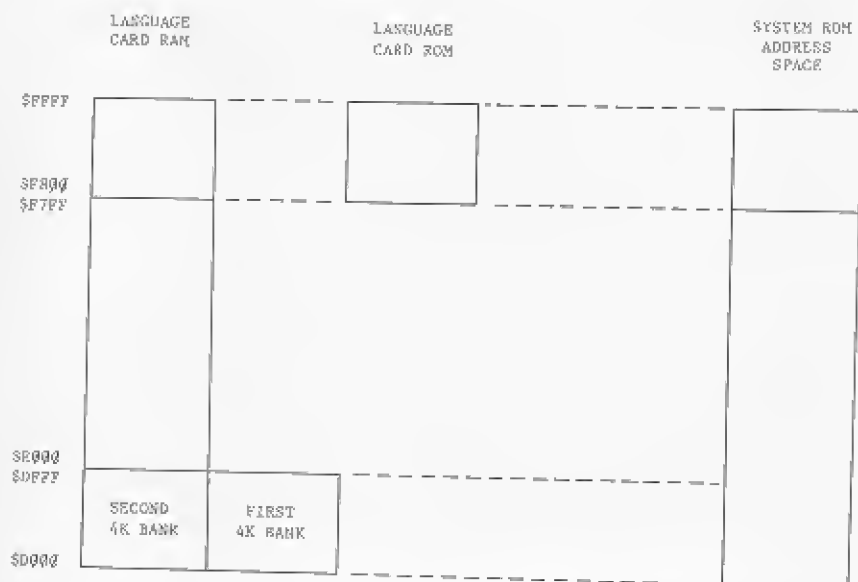 LANGUAGE
CARD RAM
LANGUAGE
CARD ROM
SYSTEM ROM
ADDRESS
SPACE
$FFFF
$F800
$F7FF
$E000
$DFFF
SECOND
4K BANK
FIRST
4K BANK
$D000